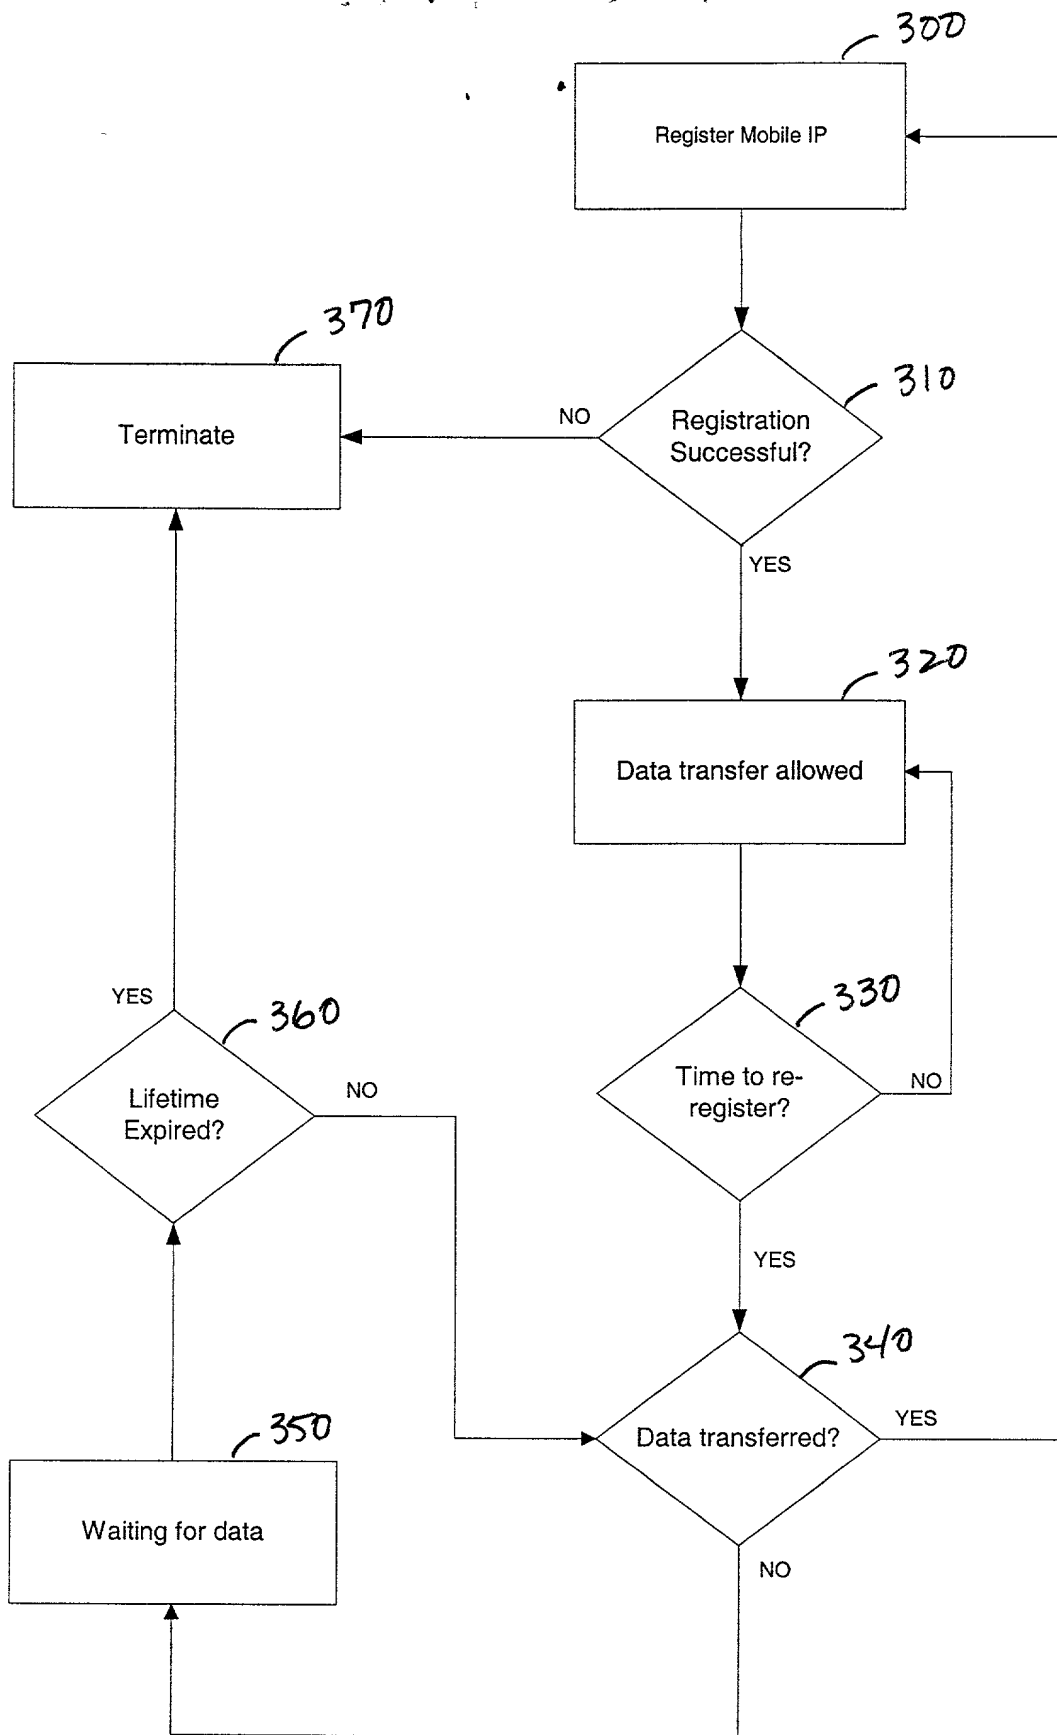 300
Register Mobile IP
370
310
Terminate
NO
Registration
Successful?
YES
320
Data transfer allowed
YES
360
330
Lifetime
Expired?
NO
Time to re-
register?
NO
YES
340
350
Data transferred?
YES
Waiting for data
NO